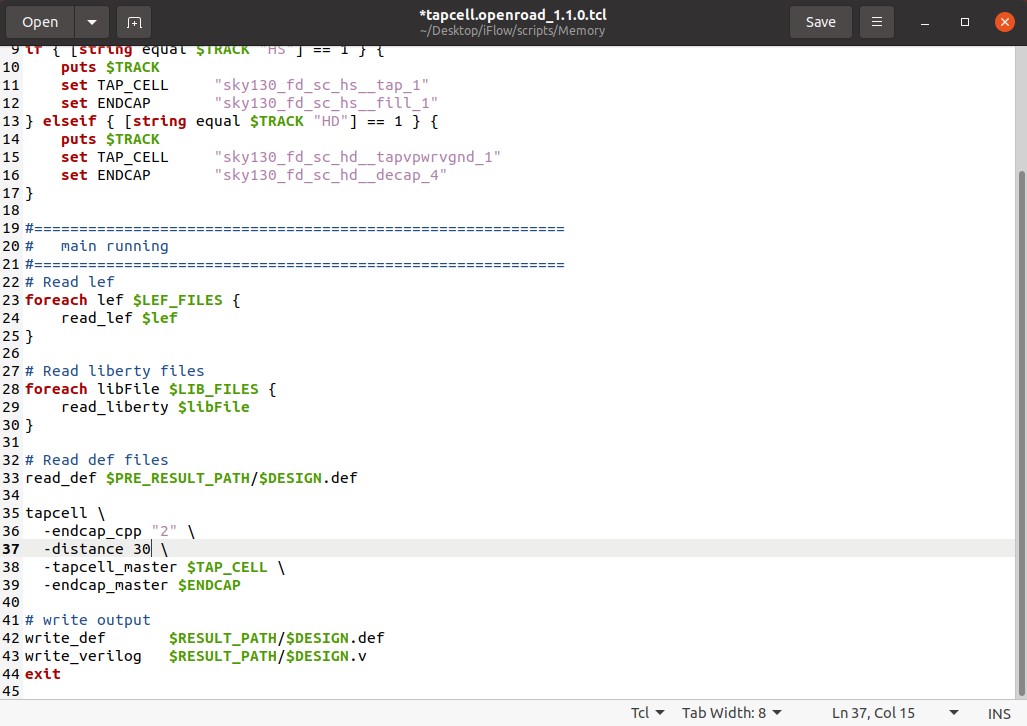 Open
*tapcell.openroad_1.1.0.tcl
~/Desktop/iFlow/scripts/Memory
Save
9 if { [string equal $TRACK "HS"] == 1 } {
10     puts $TRACK
11     set TAP_CELL     "sky130_fd_sc_hs__tap_1"
12     set ENDCAP       "sky130_fd_sc_hs__fill_1"
13 } elseif { [string equal $TRACK "HD"] == 1 } {
14     puts $TRACK
15     set TAP_CELL     "sky130_fd_sc_hd__tapvpwrvgnd_1"
16     set ENDCAP       "sky130_fd_sc_hd__decap_4"
17 }
18
19 #===========================================================
20 #   main running
21 #===========================================================
22 # Read lef
23 foreach lef $LEF_FILES {
24     read_lef $lef
25 }
26
27 # Read liberty files
28 foreach libFile $LIB_FILES {
29     read_liberty $libFile
30 }
31
32 # Read def files
33 read_def $PRE_RESULT_PATH/$DESIGN.def
34
35 tapcell \
36   -endcap_cpp "2" \
37   -distance 30 \
38   -tapcell_master $TAP_CELL \
39   -endcap_master $ENDCAP
40
41 # write output
42 write_def       $RESULT_PATH/$DESIGN.def
43 write_verilog   $RESULT_PATH/$DESIGN.v
44 exit
45
Tcl Tab Width: 8 Ln 37, Col 15 INS